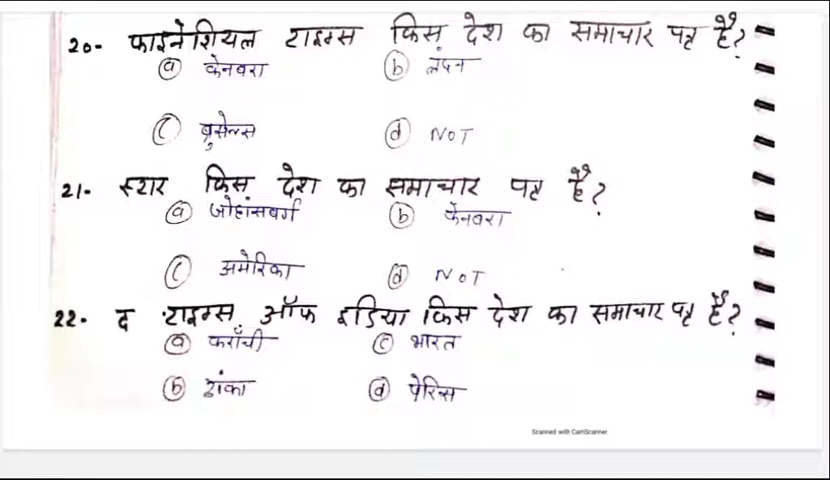 20- फाइनेंशियल टाइम्स किस देश का समाचार पत्र है?
(a) केनबरा (b) लंदन
(c) ब्रुसेल्स (d) NOT
21- स्टार किस देश का समाचार पत्र है?
(a) जोहांसबर्ग (b) केनबरा
(c) अमेरिका (d) NOT
22- द टाइम्स ऑफ इंडिया किस देश का समाचार पत्र है?
(a) कराँची (c) भारत
(b) ढांका (d) पेरिस
Scanned with CamScanner